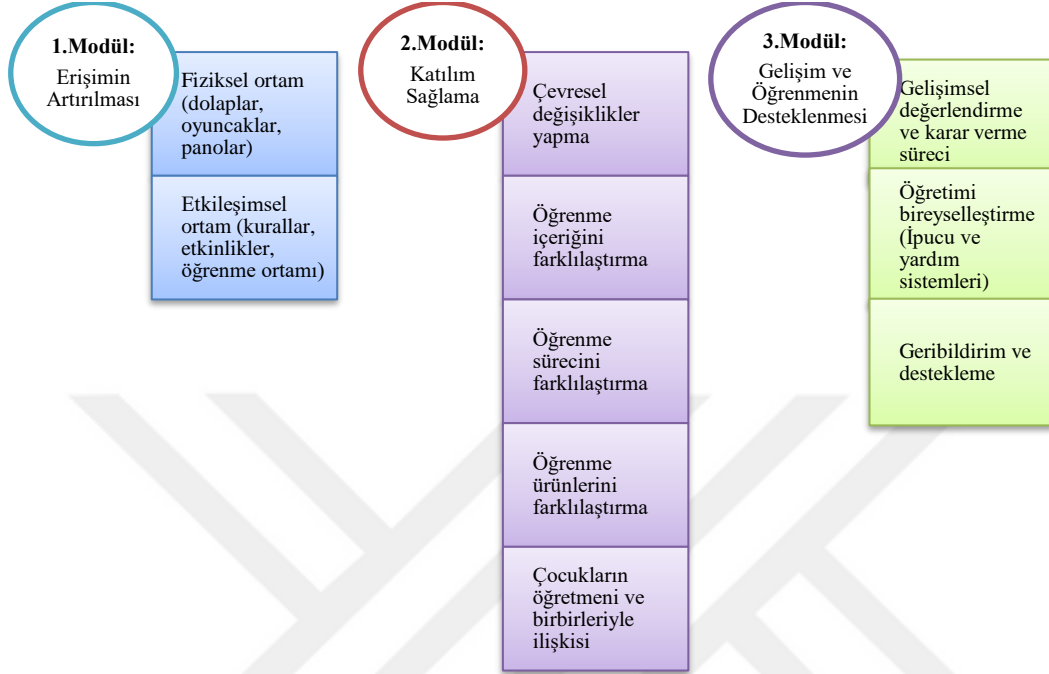 1.Modül:
Erişimin
Artırılması
Fiziksel ortam
(dolaplar,
oyuncaklar,
panolar)
Etkileşimsel
ortam (kurallar,
etkinlikler,
öğrenme ortamı)
2.Modül:
Katılım
Sağlama
Çevresel
değişiklikler
yapma
Öğrenme
içeriğini
farklılaştırma
Öğrenme
sürecini
farklılaştırma
Öğrenme
ürünlerini
farklılaştırma
Çocukların
öğretmeni ve
birbirleriyle
ilişkisi
3.Modül:
Gelişim ve
Öğrenmenin
Desteklenmesi
Gelişimsel
değerlendirme
ve karar verme
süreci
Öğretimi
bireyselleştirme
(İpucu ve
yardım
sistemleri)
Geribildirim ve
destekleme